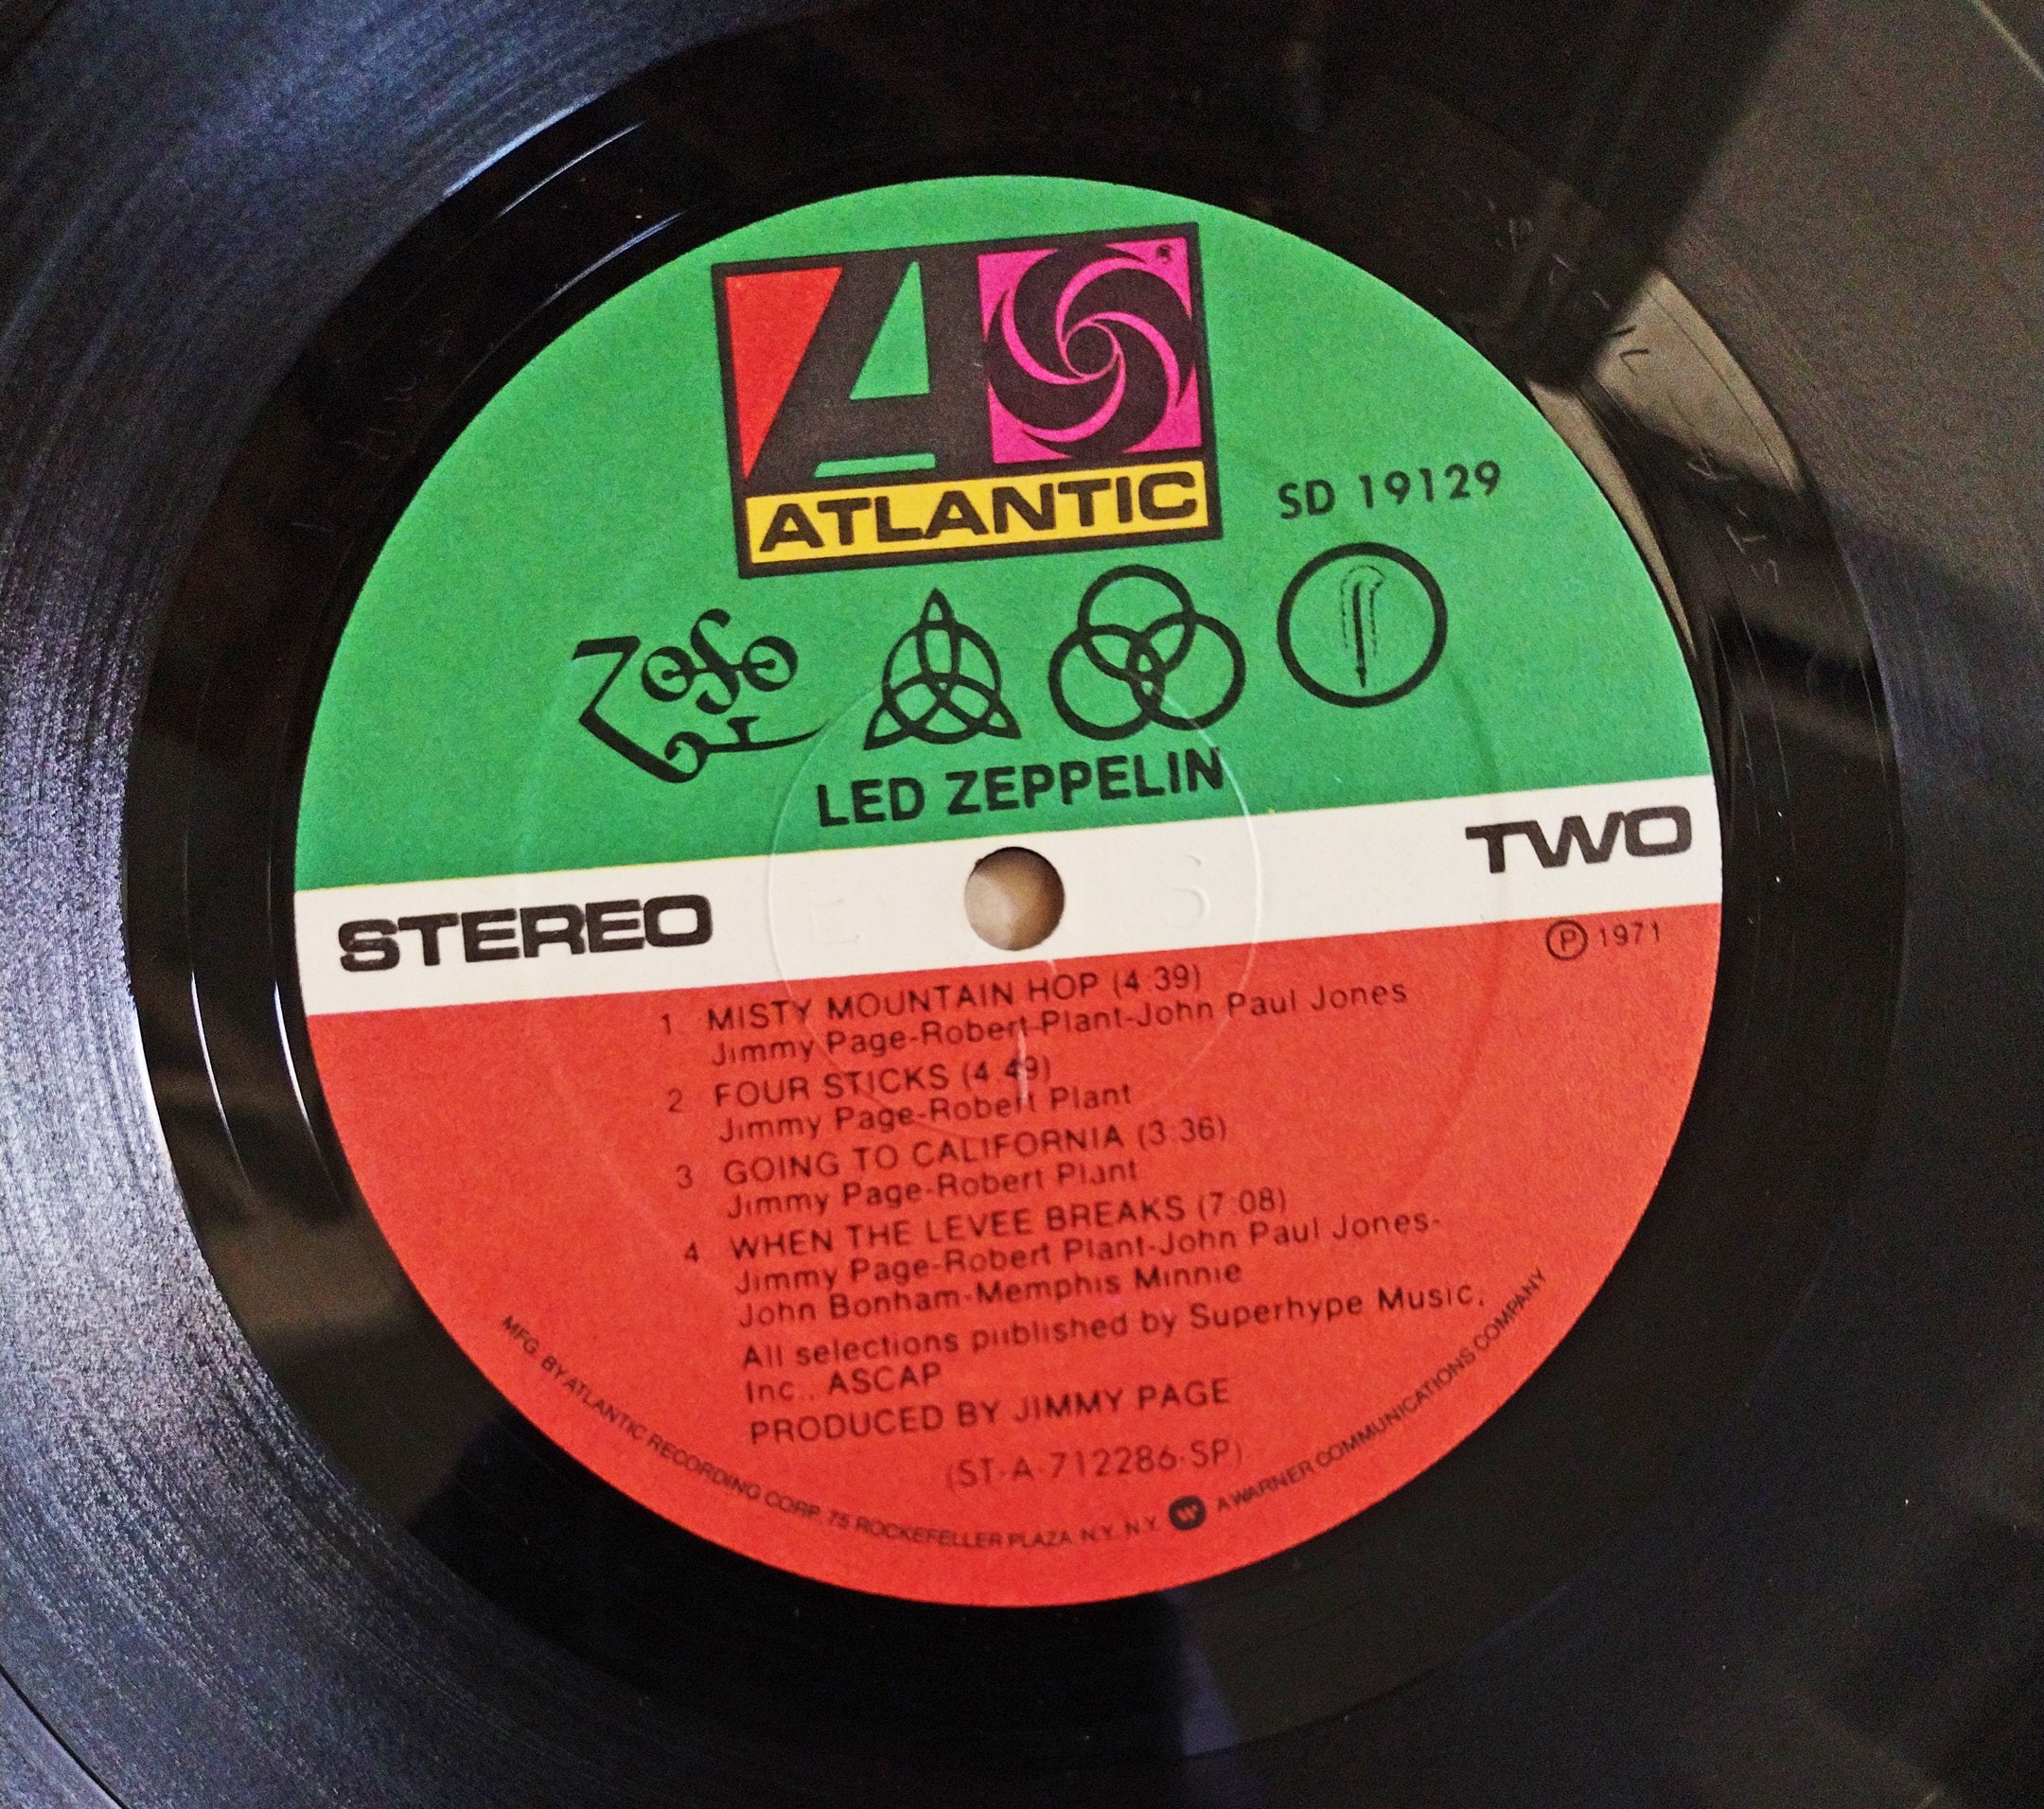 ATLANTIC
®
SD 19129
LED ZEPPELIN
STEREO
TWO
Ⓟ 1971
1 MISTY MOUNTAIN HOP (4:39)
Jimmy Page-Robert Plant-John Paul Jones
2 FOUR STICKS (4:49)
Jimmy Page-Robert Plant
3 GOING TO CALIFORNIA (3:36)
Jimmy Page-Robert Plant
4 WHEN THE LEVEE BREAKS (7:08)
Jimmy Page-Robert Plant-John Paul Jones-
John Bonham-Memphis Minnie
All selections published by Superhype Music,
Inc., ASCAP
PRODUCED BY JIMMY PAGE
(ST-A-712286-SP)
MFG. BY ATLANTIC RECORDING CORP. 75 ROCKEFELLER PLAZA N.Y. N.Y. W A WARNER COMMUNICATIONS COMPANY